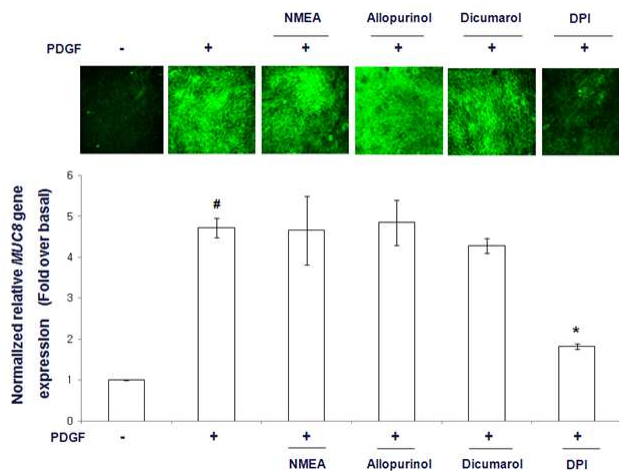 NMEA Allopurinol Dicumarol DPI
PDGF - + + + + +
Normalized relative MUC8 gene
expression (Fold over basal)
6
5
4
3
2
1
0
#
*
PDGF - + + + + +
NMEA Allopurinol Dicumarol DPI